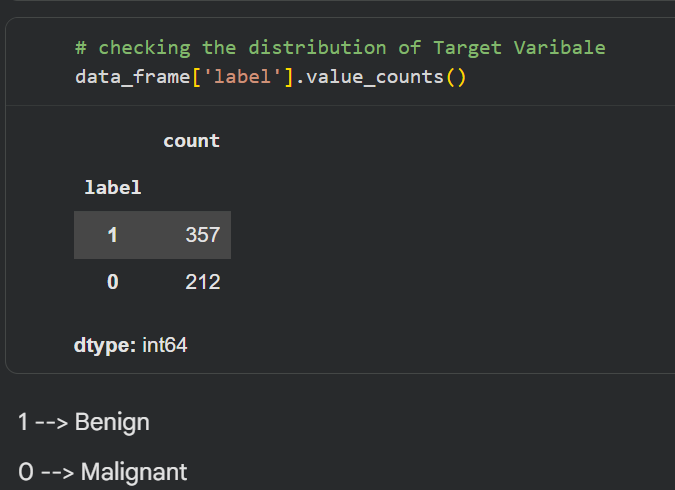 # checking the distribution of Target Varibale
data_frame['label'].value_counts()
count
label
1 357
0 212
dtype: int64
1 --> Benign
0 --> Malignant